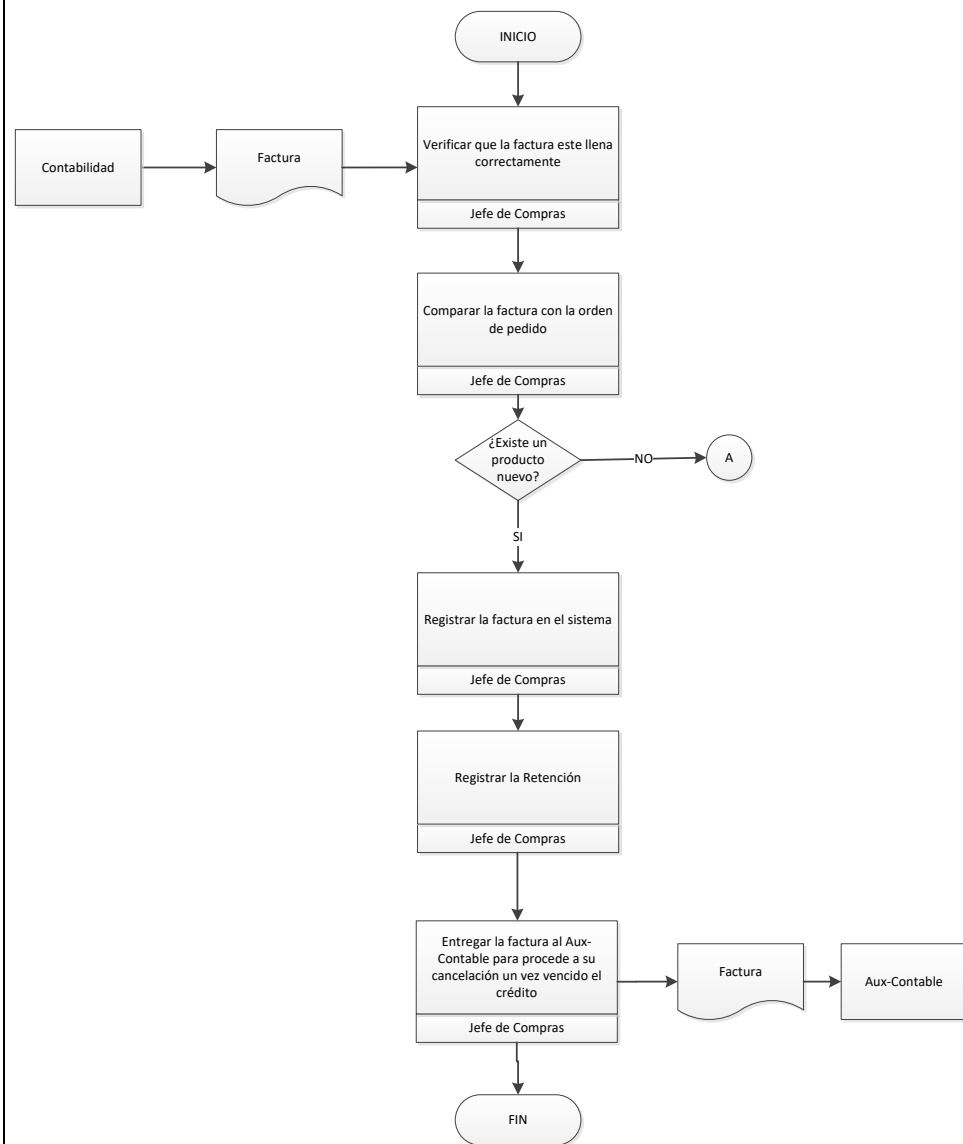 INICIO
Contabilidad
Factura
Verificar que la factura este llena
correctamente
Jefe de Compras
Comparar la factura con la orden
de pedido
Jefe de Compras
¿Existe un
producto
nuevo?
NO
A
SI
Registrar la factura en el sistema
Jefe de Compras
Registrar la Retención
Jefe de Compras
Entregar la factura al Aux-
Contable para procede a su
cancelación un vez vencido el
crédito
Jefe de Compras
Factura
Aux-Contable
FIN